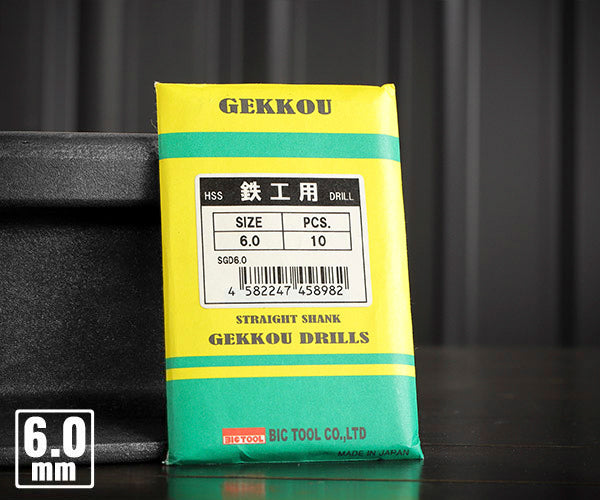 GEKKOU
HSS 鉄工用 DRILL
SIZE PCS.
6.0 10
SGD6.0
4 582247 458982
STRAIGHT SHANK
GEKKOU DRILLS
BIC TOOL BIC TOOL CO.,LTD
MADE IN JAPAN
6.0
mm